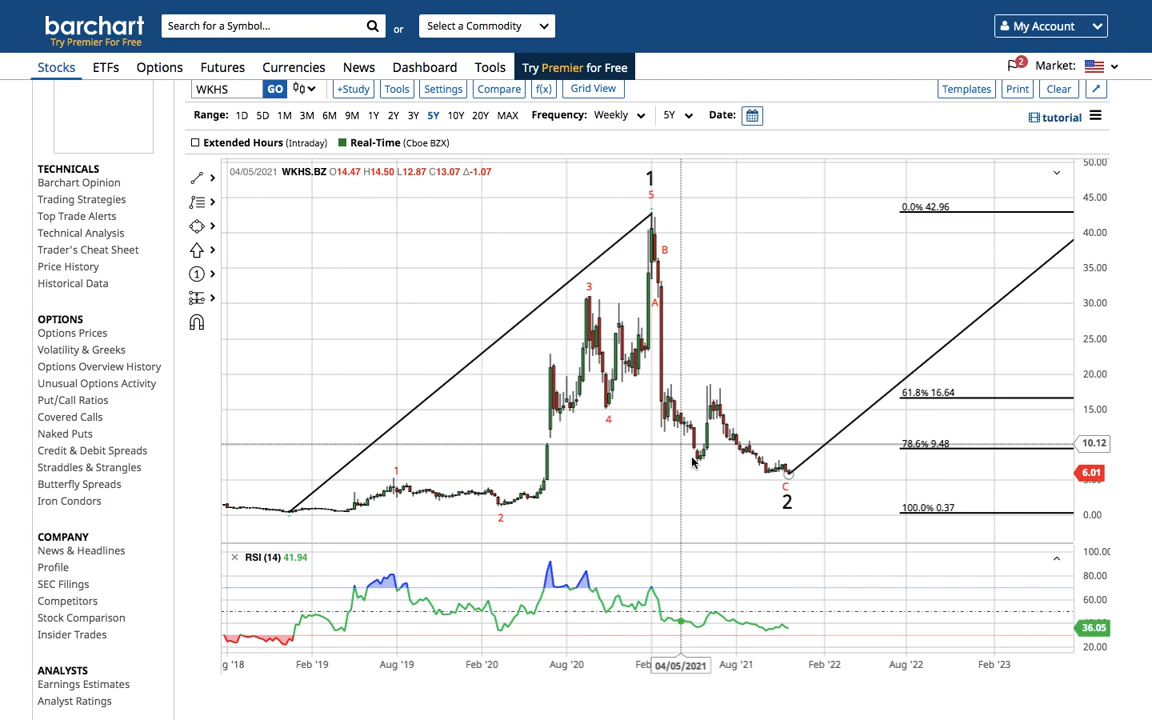 barchart
Try Premier For Free
Search for a Symbol...
or
Select a Commodity
My Account
Stocks ETFs Options Futures Currencies News Dashboard Tools Try Premier for Free
2
Market:
WKHS GO +Study Tools Settings Compare f(x) Grid View Templates Print Clear
Range: 1D 5D 1M 3M 6M 9M 1Y 2Y 3Y 5Y 10Y 20Y MAX Frequency: Weekly 5Y Date:
tutorial
Extended Hours (Intraday) Real-Time (Cboe BZX)
04/05/2021 WKHS.BZ O14.47 H14.50 L12.87 C13.07 Δ-1.07
TECHNICALS
Barchart Opinion
Trading Strategies
Top Trade Alerts
Technical Analysis
Trader's Cheat Sheet
Price History
Historical Data
OPTIONS
Options Prices
Volatility & Greeks
Options Overview History
Unusual Options Activity
Put/Call Ratios
Covered Calls
Naked Puts
Credit & Debit Spreads
Straddles & Strangles
Butterfly Spreads
Iron Condors
COMPANY
News & Headlines
Profile
SEC Filings
Competitors
Stock Comparison
Insider Trades
ANALYSTS
Earnings Estimates
Analyst Ratings
1
1
5
B
3
A
4
1
2
C
2
0.0% 42.96
61.8% 16.64
78.6% 9.48
100.0% 0.37
50.00
45.00
40.00
35.00
30.00
25.00
20.00
15.00
10.12
6.01
0.00
RSI (14) 41.94
100.00
80.00
60.00
36.05
20.00
'18 Feb '19 Aug '19 Feb '20 Aug '20 Feb 04/05/2021 Aug '21 Feb '22 Aug '22 Feb '23